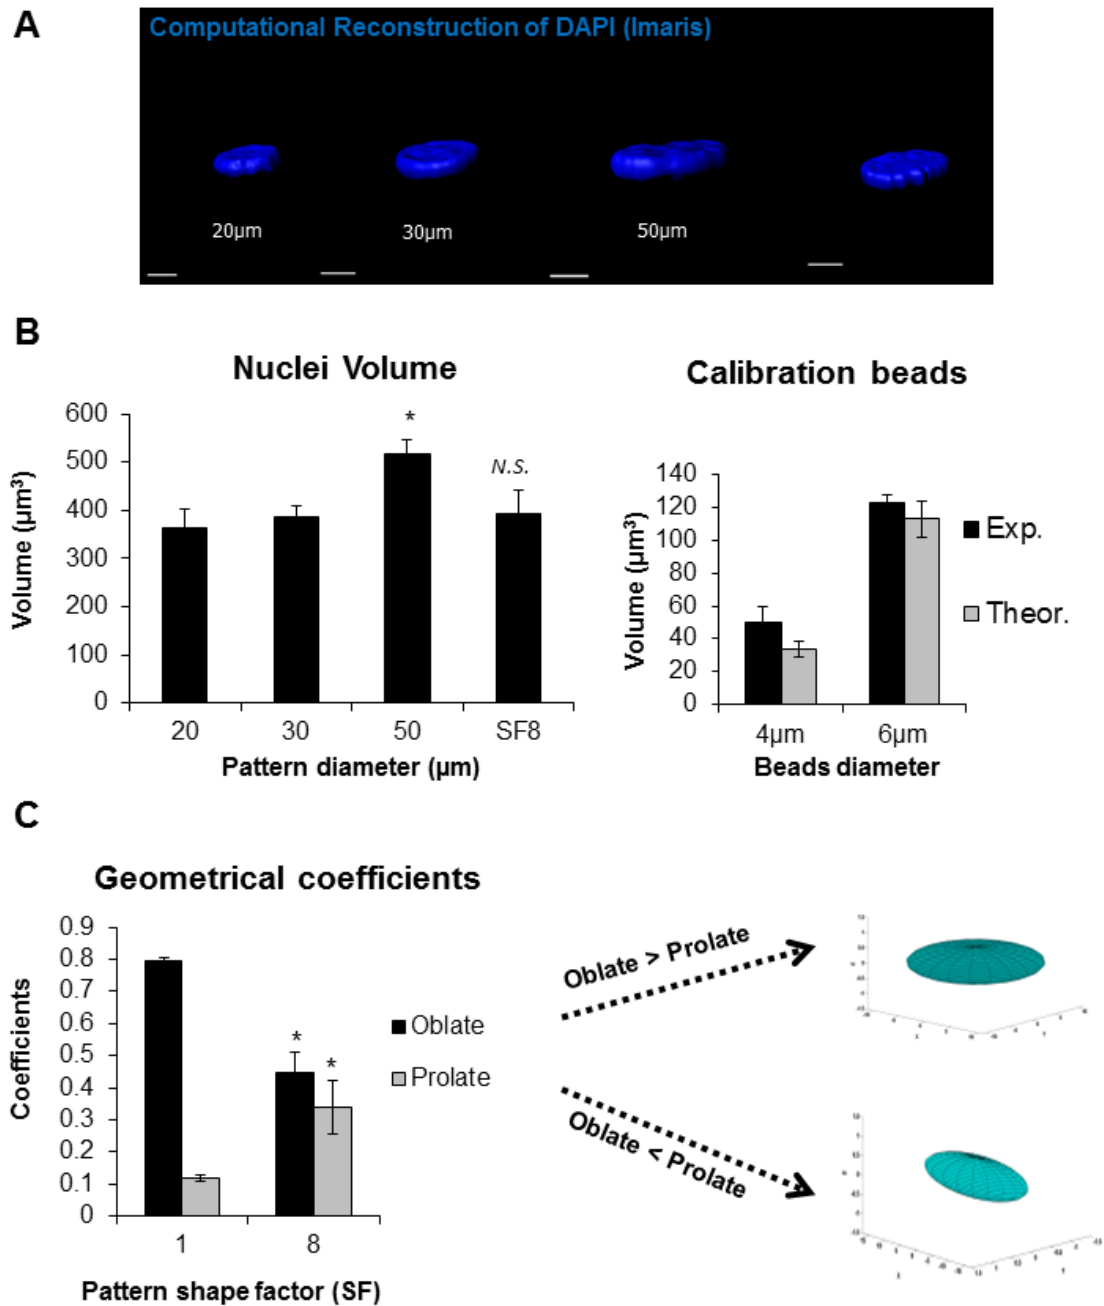 A
Computational Reconstruction of DAPI (Imaris)
20µm
30µm
50µm
B
Nuclei Volume
Volume (µm³)
600
500
400
300
200
100
0
*
N.S.
20
30
50
SF8
Pattern diameter (µm)
Calibration beads
Volume (µm³)
140
120
100
80
60
40
20
0
Exp.
Theor.
4µm
6µm
Beads diameter
C
Geometrical coefficients
Coefficients
0.9
0.8
0.7
0.6
0.5
0.4
0.3
0.2
0.1
0
*
*
Oblate
Prolate
1
8
Pattern shape factor (SF)
Oblate > Prolate
Oblate < Prolate